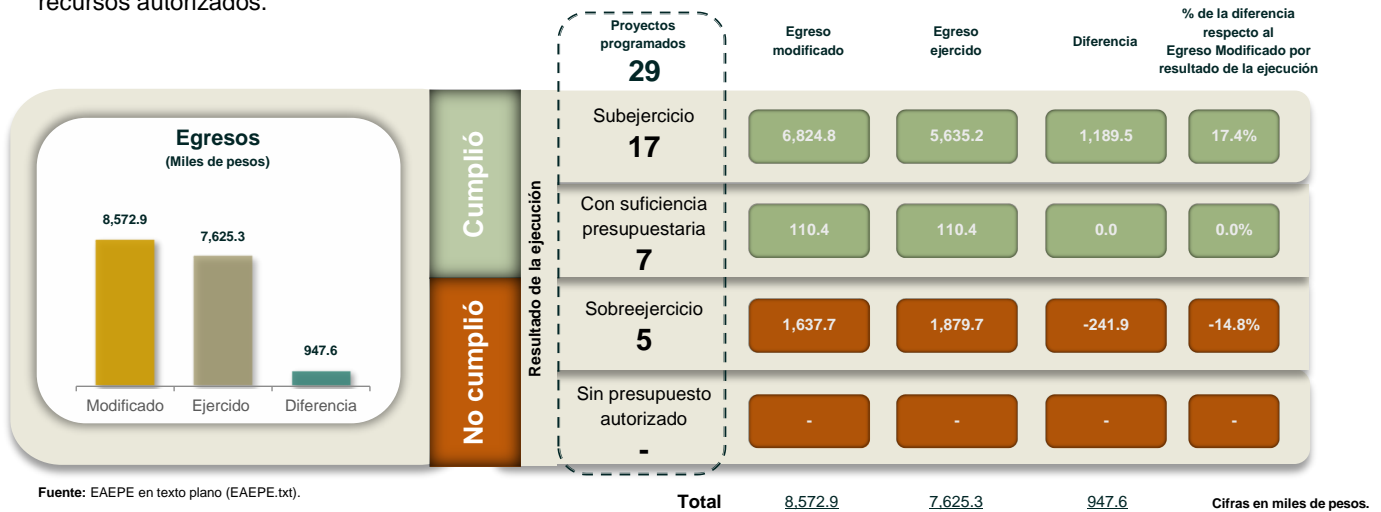 recursos autorizados.
Proyectos
programados
29
Egreso
modificado
Egreso
ejercido
Diferencia
% de la diferencia
respecto al
Egreso Modificado por
resultado de la ejecución
Egresos
(Miles de pesos)
8,572.9
7,625.3
947.6
Modificado
Ejercido
Diferencia
Cumplió
No cumplió
Resultado de la ejecución
Subejercicio
17
6,824.8
5,635.2
1,189.5
17.4%
Con suficiencia
presupuestaria
7
110.4
110.4
0.0
0.0%
Sobreejercicio
5
1,637.7
1,879.7
-241.9
-14.8%
Sin presupuesto
autorizado
-
-
-
-
-
Fuente: EAEPE en texto plano (EAEPE.txt).
Total
8,572.9
7,625.3
947.6
Cifras en miles de pesos.